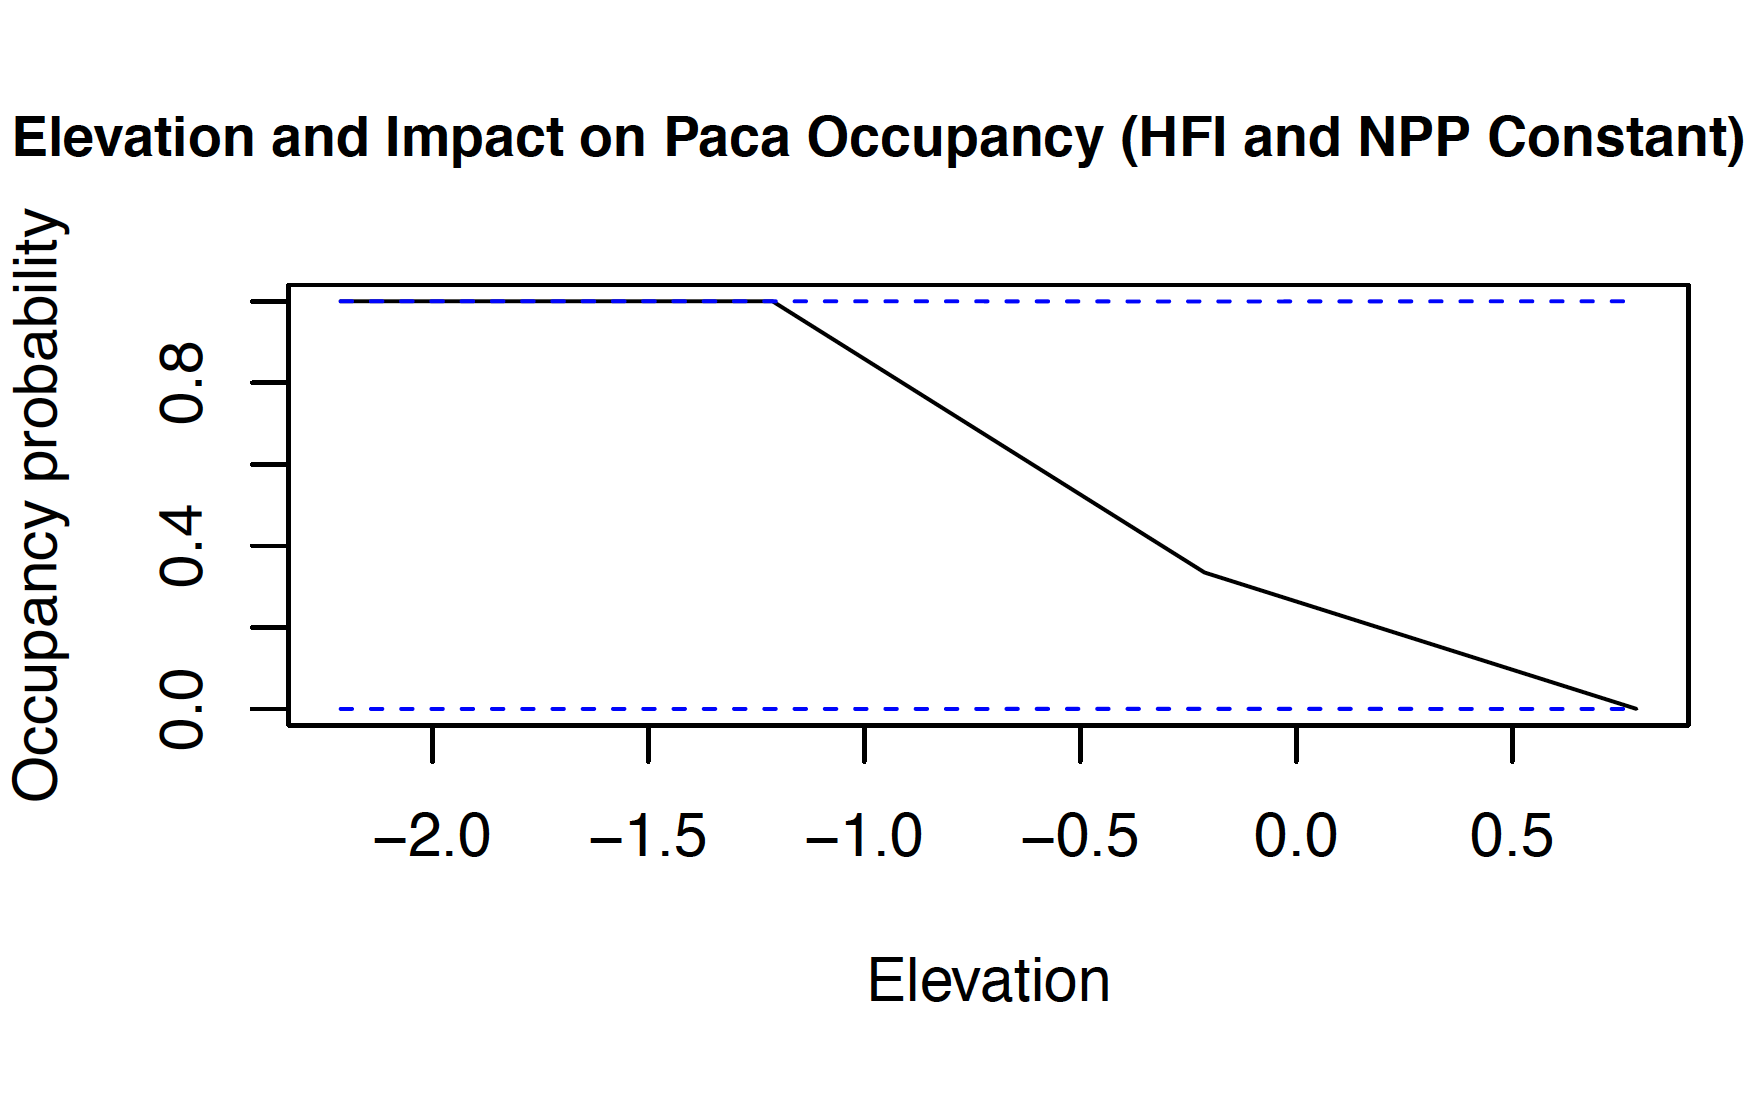 Elevation and Impact on Paca Occupancy (HFI and NPP Constant)
Occupancy probability
0.8
0.4
0.0
−2.0 −1.5 −1.0 −0.5 0.0 0.5
Elevation